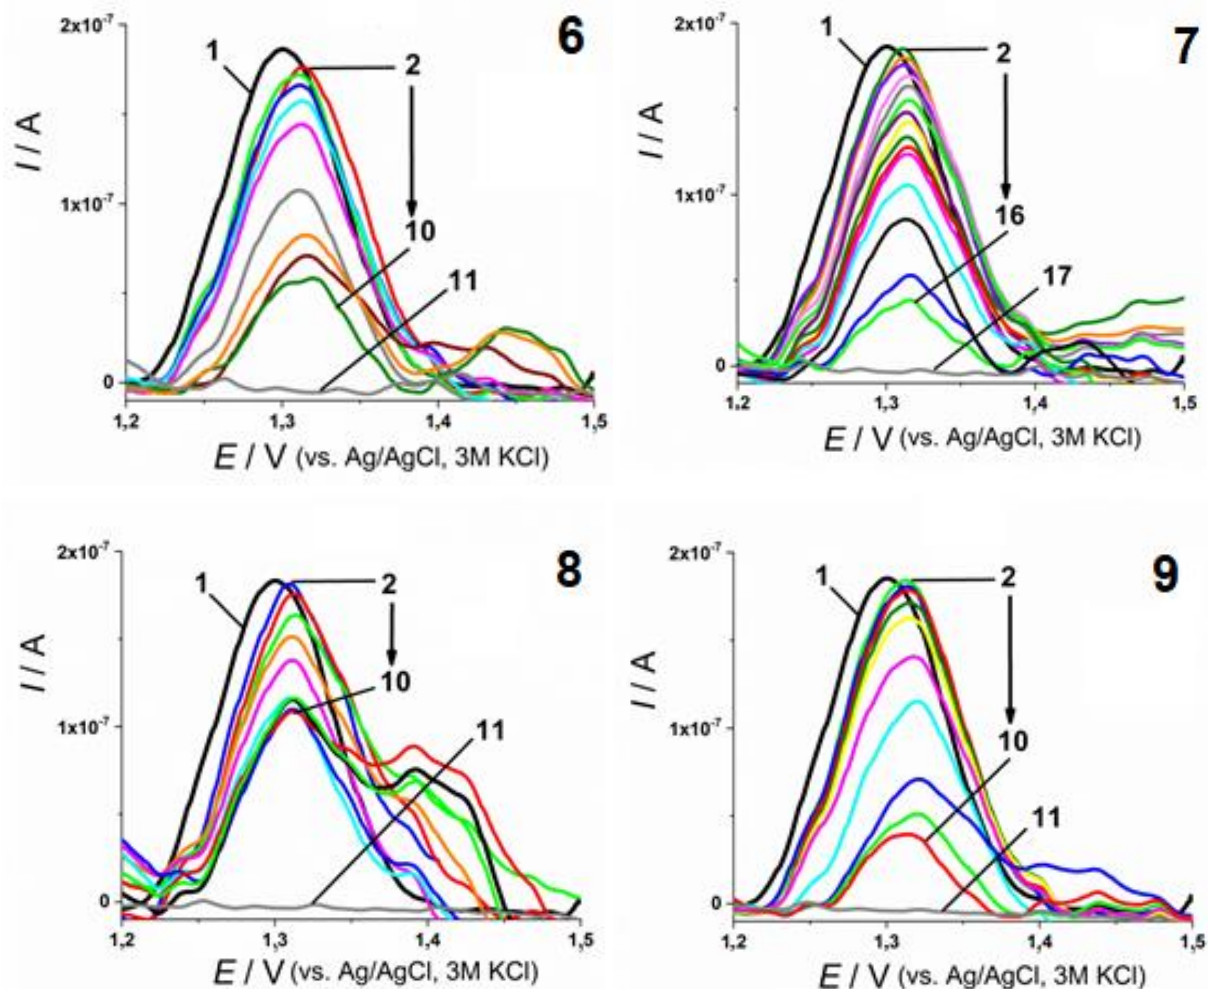 2x10⁻⁷
6
1
2
I / A
1x10⁻⁷
10
11
0
1,2 1,3 1,4 1,5
E / V (vs. Ag/AgCl, 3M KCl)
2x10⁻⁷
7
1
2
I / A
1x10⁻⁷
16
17
0
1,2 1,3 1,4 1,5
E / V (vs. Ag/AgCl, 3M KCl)
2x10⁻⁷
8
1
2
I / A
10
1x10⁻⁷
11
0
1,2 1,3 1,4 1,5
E / V (vs. Ag/AgCl, 3M KCl)
2x10⁻⁷
9
1
2
I / A
1x10⁻⁷
10
11
0
1,2 1,3 1,4 1,5
E / V (vs. Ag/AgCl, 3M KCl)